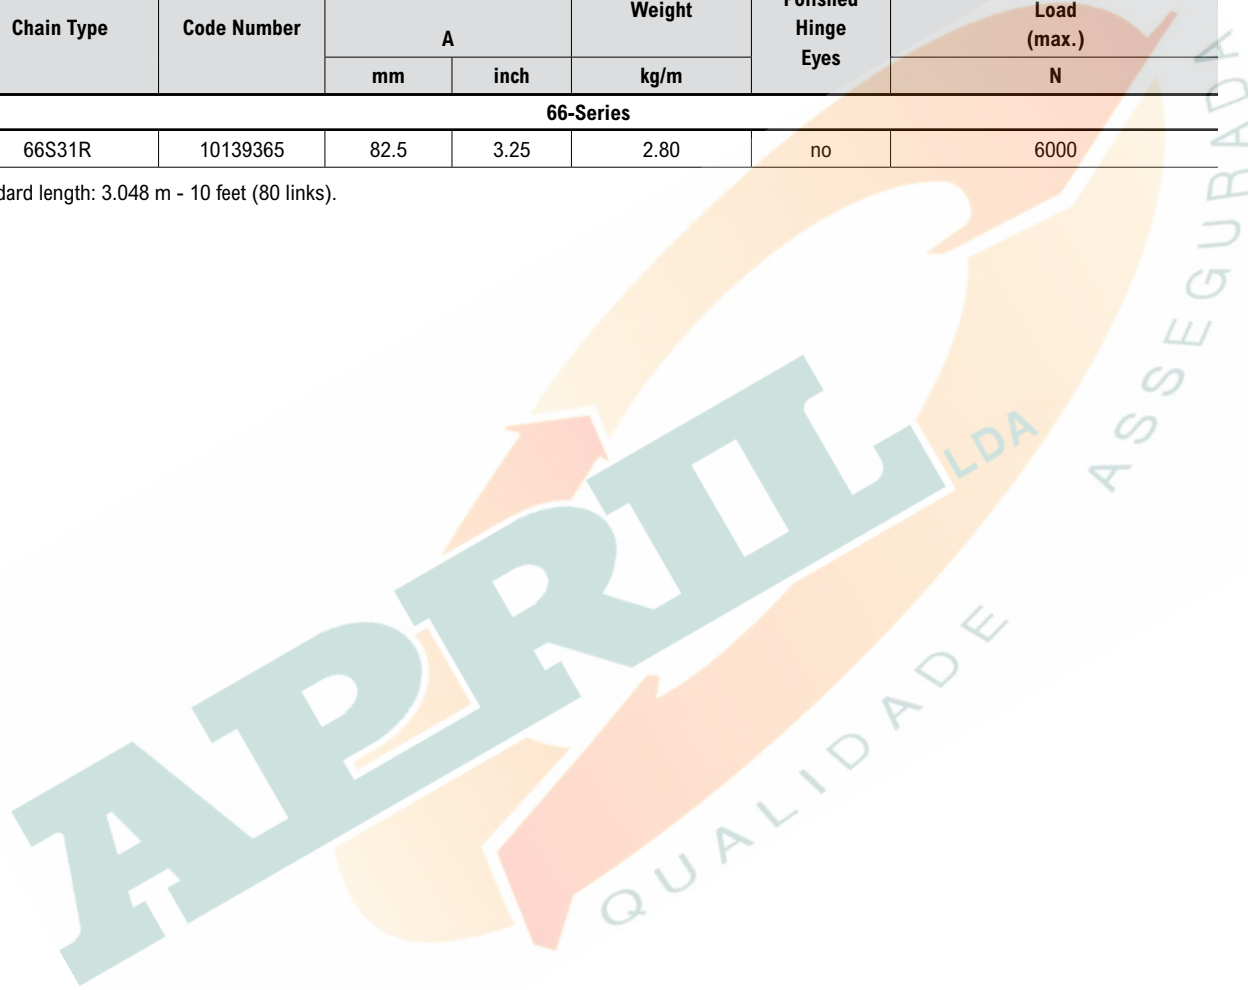 Weight
Polished
Load
Chain Type Code Number Hinge
A (max.)
Eyes
mm inch kg/m N
66-Series
66S31R 10139365 82.5 3.25 2.80 no 6000
dard length: 3.048 m - 10 feet (80 links).
APRIL
LDA
QUALIDADE
ASSEGURADA